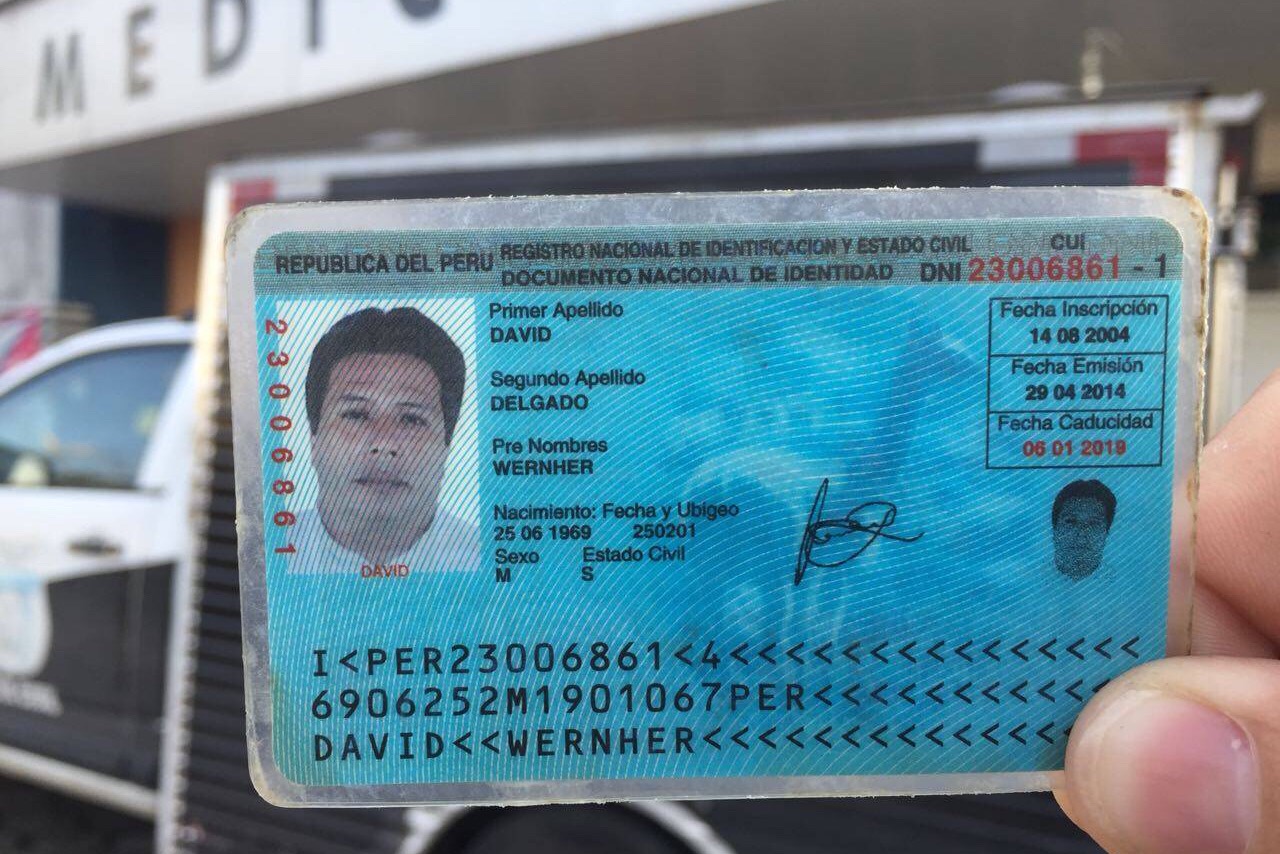 MEDIC
REPUBLICA DEL PERU
REGISTRO NACIONAL DE IDENTIFICACION Y ESTADO CIVIL
DOCUMENTO NACIONAL DE IDENTIDAD
CUI
DNI 23006861 - 1
23006861
DAVID
Primer Apellido
DAVID
Segundo Apellido
DELGADO
Pre Nombres
WERNHER
Nacimiento: Fecha y Ubigeo
25 06 1969 250201
Sexo Estado Civil
M S
Fecha Inscripción
14 08 2004
Fecha Emisión
29 04 2014
Fecha Caducidad
06 01 2019
I<PER23006861<4<<<<<<<<<<<<<<<
6906252M1901067PER<<<<<<<<<<<
DAVID<<WERNHER<<<<<<<<<<<<<<